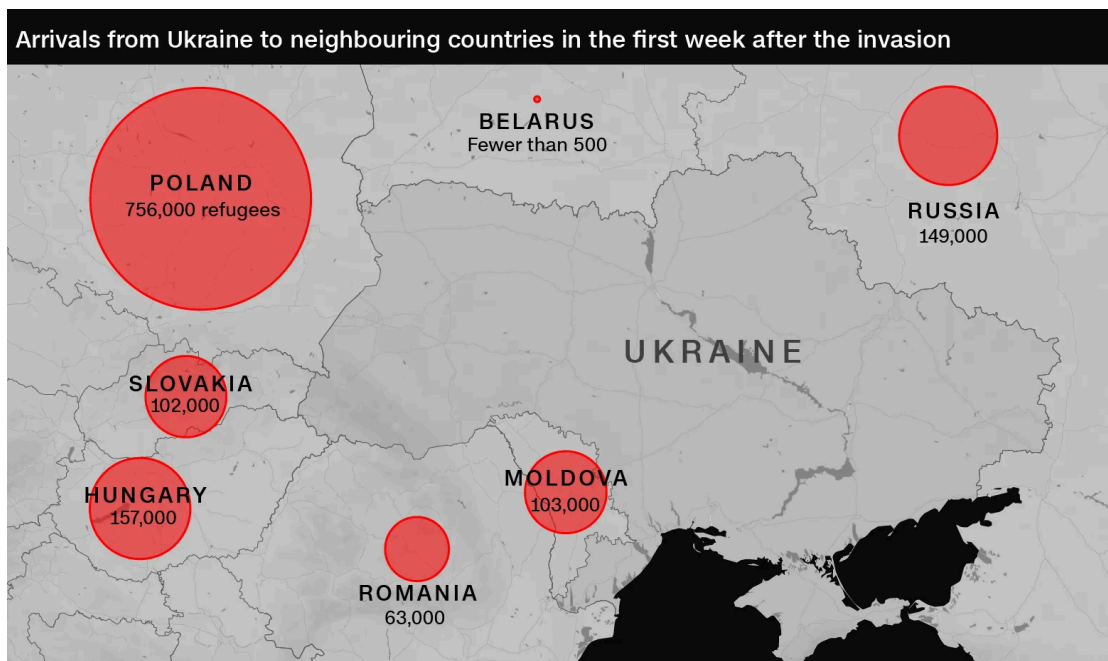 Arrivals from Ukraine to neighbouring countries in the first week after the invasion
BELARUS
Fewer than 500
POLAND
756,000 refugees
RUSSIA
149,000
UKRAINE
SLOVAKIA
102,000
MOLDOVA
103,000
HUNGARY
157,000
ROMANIA
63,000